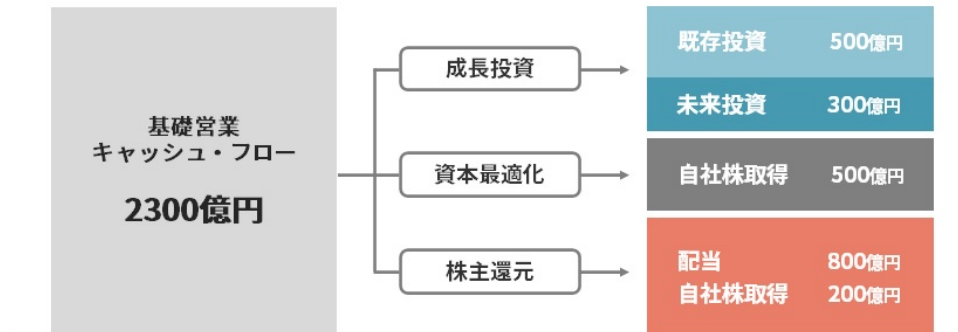 基礎営業
キャッシュ・フロー
2300億円
成長投資
既存投資 500億円
未来投資 300億円
資本最適化
自社株取得 500億円
株主還元
配当 800億円
自社株取得 200億円